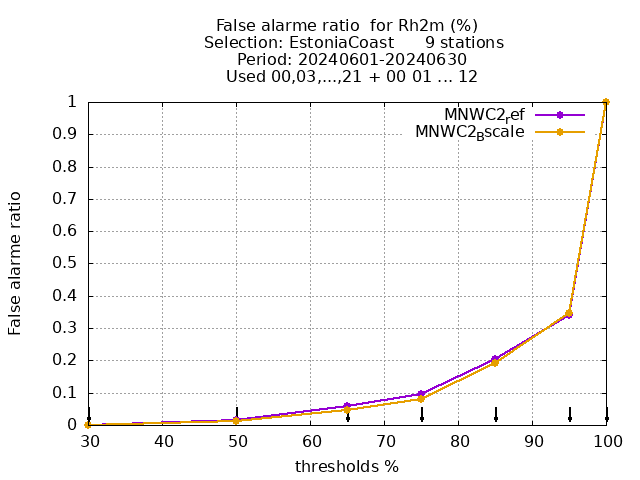 False alarme ratio  for Rh2m (%)
Selection: EstoniaCoast      9 stations
Period: 20240601-20240630
Used 00,03,...,21 + 00 01 ... 12
MNWC2ref
MNWC2Bscale
1
0.9
0.8
0.7
0.6
0.5
0.4
0.3
0.2
0.1
0
False alarme ratio
30 40 50 60 70 80 90 100
thresholds %